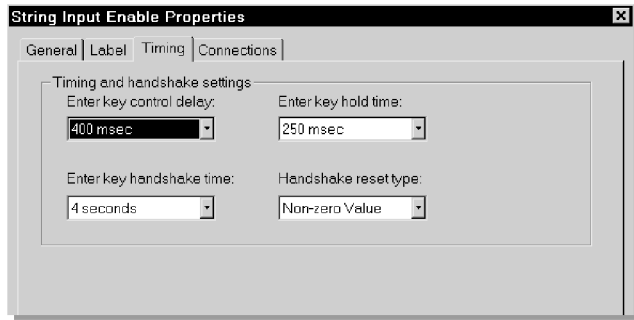 String Input Enable Properties
General Label Timing Connections
Timing and handshake settings
Enter key control delay: Enter key hold time:
400 msec 250 msec
Enter key handshake time: Handshake reset type:
4 seconds Non-zero Value